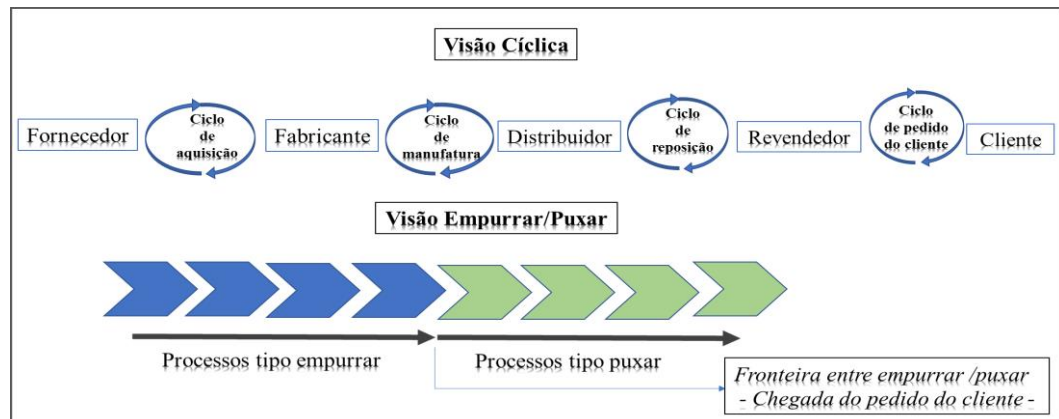 Visão Cíclica
Fornecedor
Ciclo
de
aquisição
Fabricante
Ciclo
de
manufatura
Distribuidor
Ciclo
de
reposição
Revendedor
Ciclo
de pedido
do cliente
Cliente
Visão Empurrar/Puxar
Processos tipo empurrar
Processos tipo puxar
Fronteira entre empurrar /puxar
- Chegada do pedido do cliente -